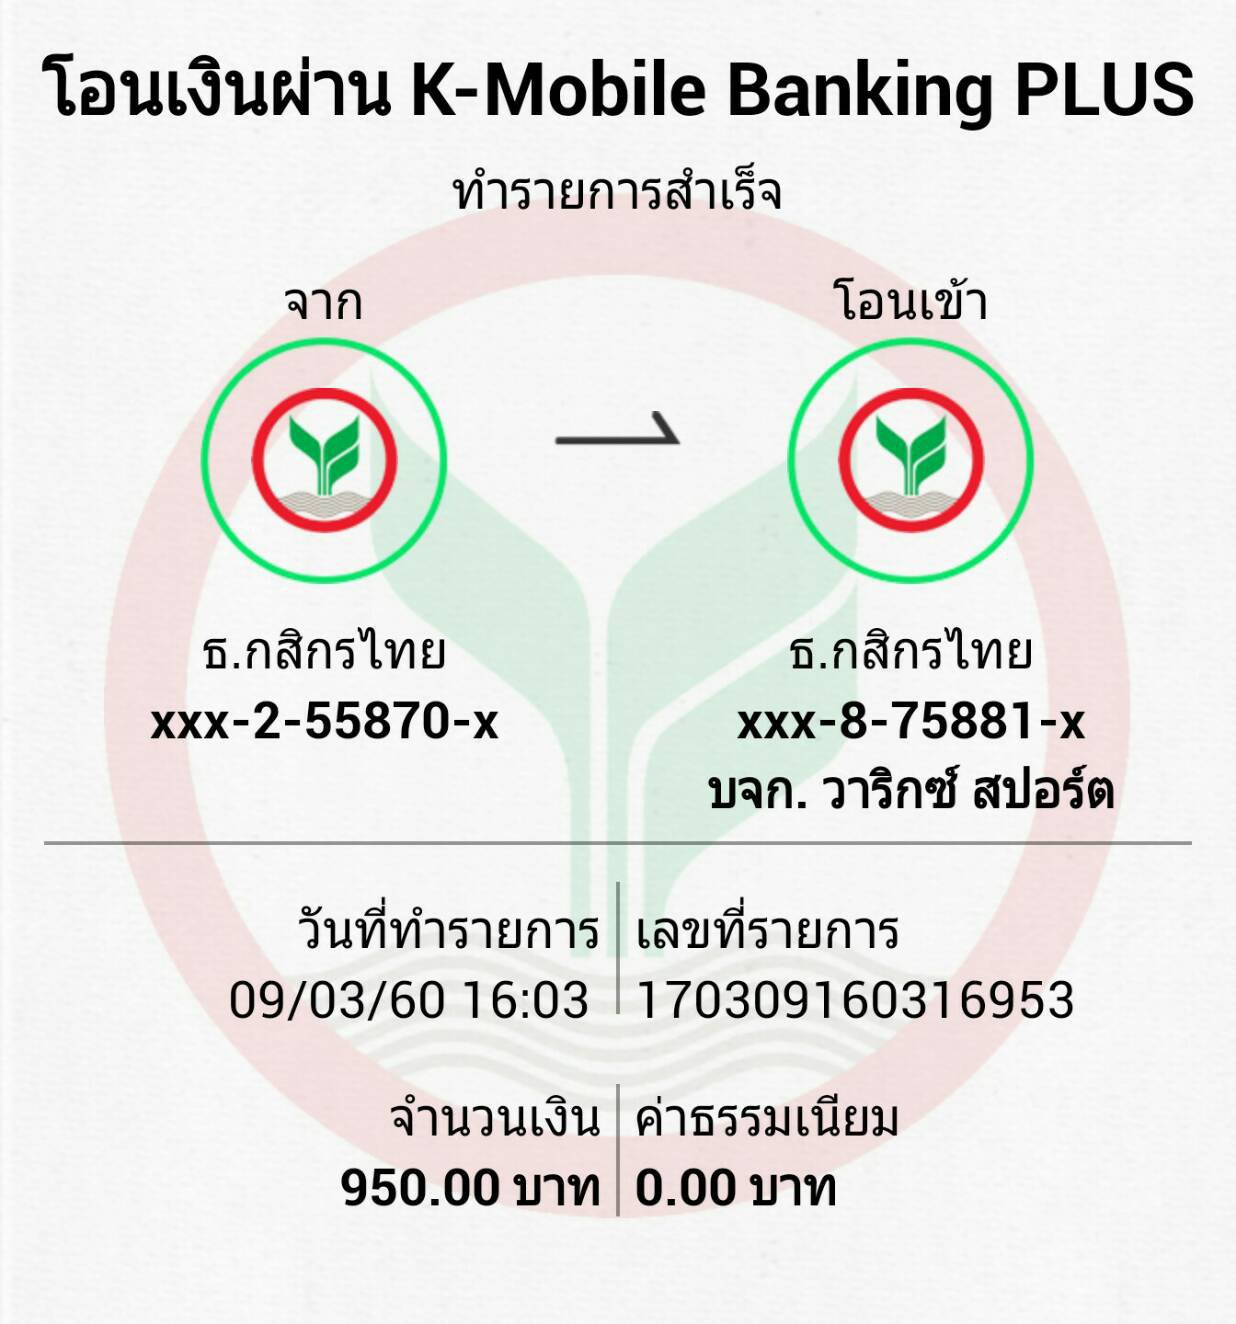 โอนเงินผ่าน K-Mobile Banking PLUS
ทำรายการสำเร็จ
จาก
โอนเข้า
ธ.กสิกรไทย
xxx-2-55870-x
ธ.กสิกรไทย
xxx-8-75881-x
บจก. วาริกซ์ สปอร์ต
วันที่ทำรายการ
09/03/60 16:03
เลขที่รายการ
170309160316953
จำนวนเงิน
950.00 บาท
ค่าธรรมเนียม
0.00 บาท